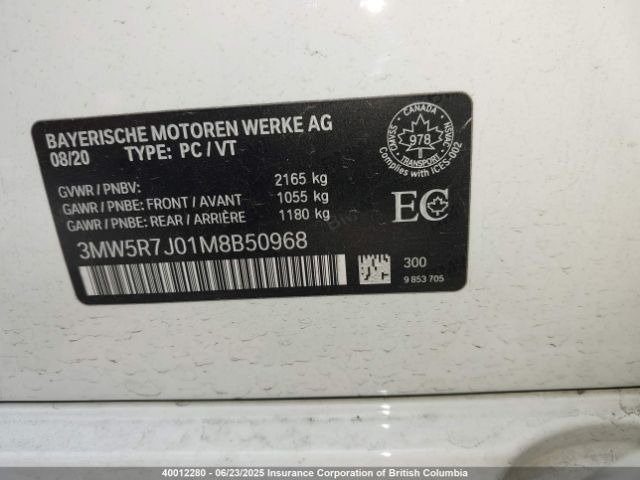 BAYERISCHE MOTOREN WERKE AG
08/20 TYPE: PC / VT
GVWR / PNBV: 2165 kg
GAWR / PNBE: FRONT / AVANT 1055 kg
GAWR / PNBE: REAR / ARRIÈRE 1180 kg
3MW5R7J01M8B50968
CANADA
978
TRANSPORT
Complies with ICES-002
EC
300
9 853 705
40012280 - 06/23/2025 Insurance Corporation of British Columbia